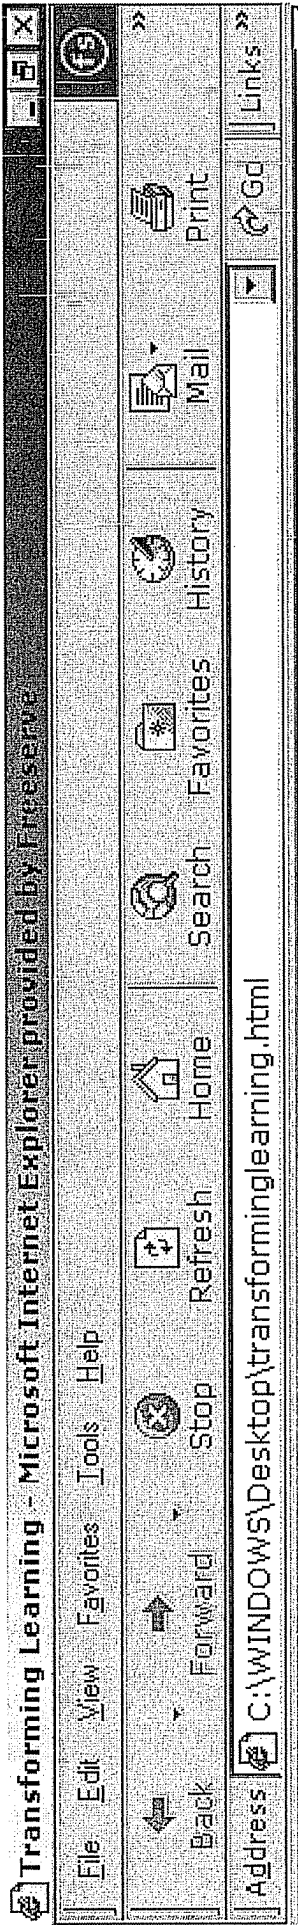 Transforming Learning - Microsoft Internet Explorer provided by Freeserve
File Edit View Favorites Tools Help
Back Forward Stop Refresh Home Search Favorites History Mail Print »
Address C:\WINDOWS\Desktop\transforminglearning.html Go Links »